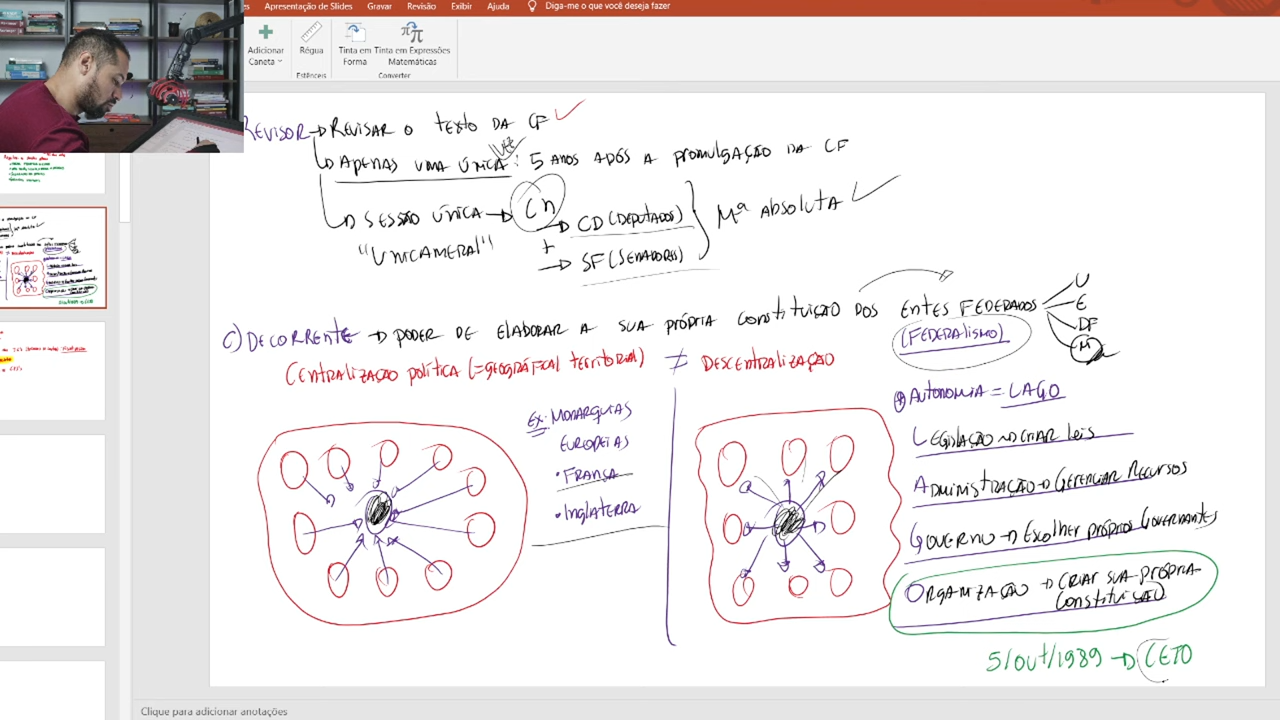 Apresentação de Slides Gravar Revisão Exibir Ajuda Diga-me o que você deseja fazer
Adicionar Caneta
Régua
Tinta em Forma
Tinta em Expressões Matemáticas
Estênceis
Converter
REVISOR → REVISAR O TEXTO DA CF
APENAS UMA ÚNICA VEZ: 5 ANOS APÓS A PROMULGAÇÃO DA CF
SESSÃO ÚNICA → CN → CD (DEPUTADOS)
"UNICAMERAL"
+
→ SF (SENADORES)
Mª ABSOLUTA
C) DECORRENTE → PODER DE ELABORAR A SUA PRÓPRIA CONSTITUIÇÃO DOS ENTES FEDERADOS
U
E
DF
M
(FEDERALISMO)
CENTRALIZAÇÃO POLÍTICA (=GEOGRÁFICA/TERRITORIAL) ≠ DESCENTRALIZAÇÃO
EX: MONARQUIAS
EUROPEIAS
• FRANÇA
• INGLATERRA
AUTONOMIA = LAGO
LEGISLAÇÃO → CRIAR LEIS
ADMINISTRAÇÃO → GERENCIAR RECURSOS
GOVERNO → ESCOLHER PRÓPRIOS GOVERNANTES
ORGANIZAÇÃO → CRIAR SUA PRÓPRIA
CONSTITUIÇÃO
5/OUT/1989 → CETO
Clique para adicionar anotações